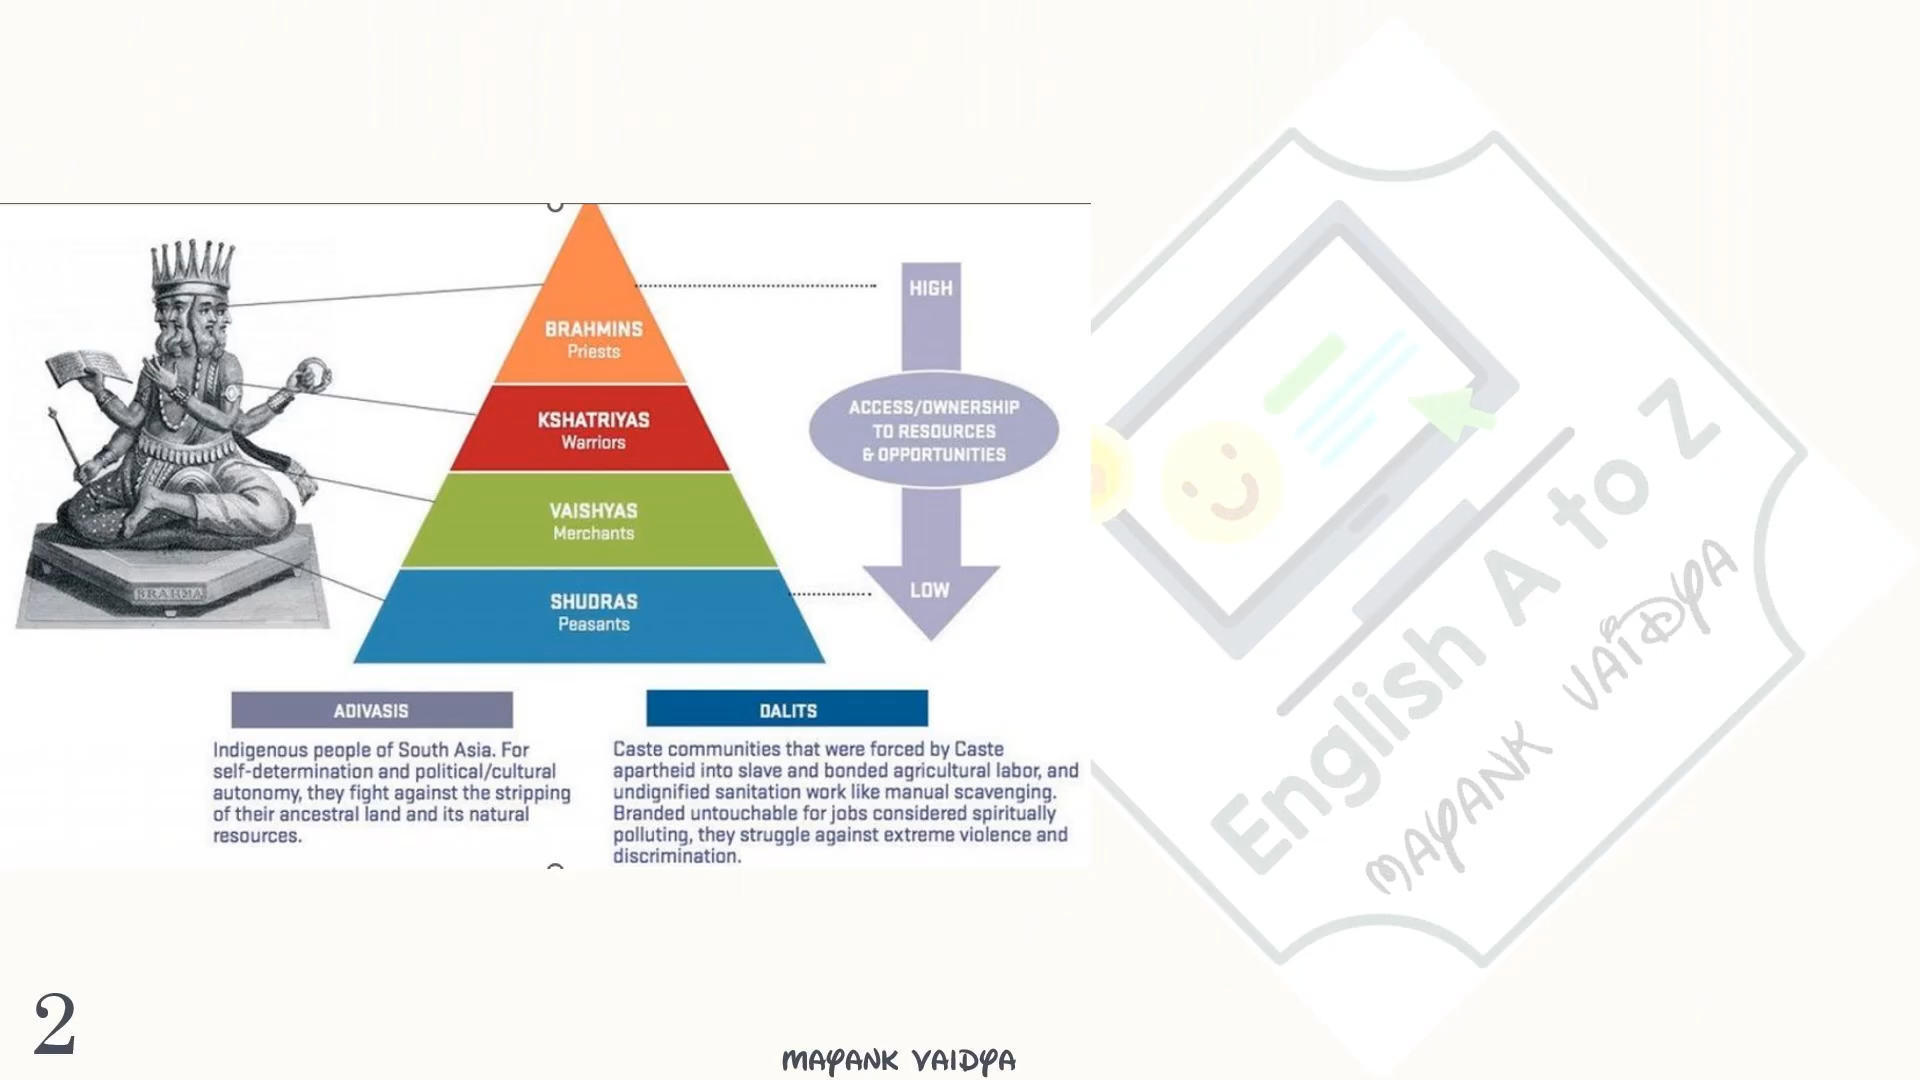 BRAHMINS
Priests
KSHATRIYAS
Warriors
VAISHYAS
Merchants
SHUDRAS
Peasants
HIGH
ACCESS/OWNERSHIP
TO RESOURCES
& OPPORTUNITIES
LOW
BRAHMA
ADIVASIS
Indigenous people of South Asia. For
self-determination and political/cultural
autonomy, they fight against the stripping
of their ancestral land and its natural
resources.
DALITS
Caste communities that were forced by Caste
apartheid into slave and bonded agricultural labor, and
undignified sanitation work like manual scavenging.
Branded untouchable for jobs considered spiritually
polluting, they struggle against extreme violence and
discrimination.
English A to Z
MAYANK VAIDYA
2
MAYANK VAIDYA